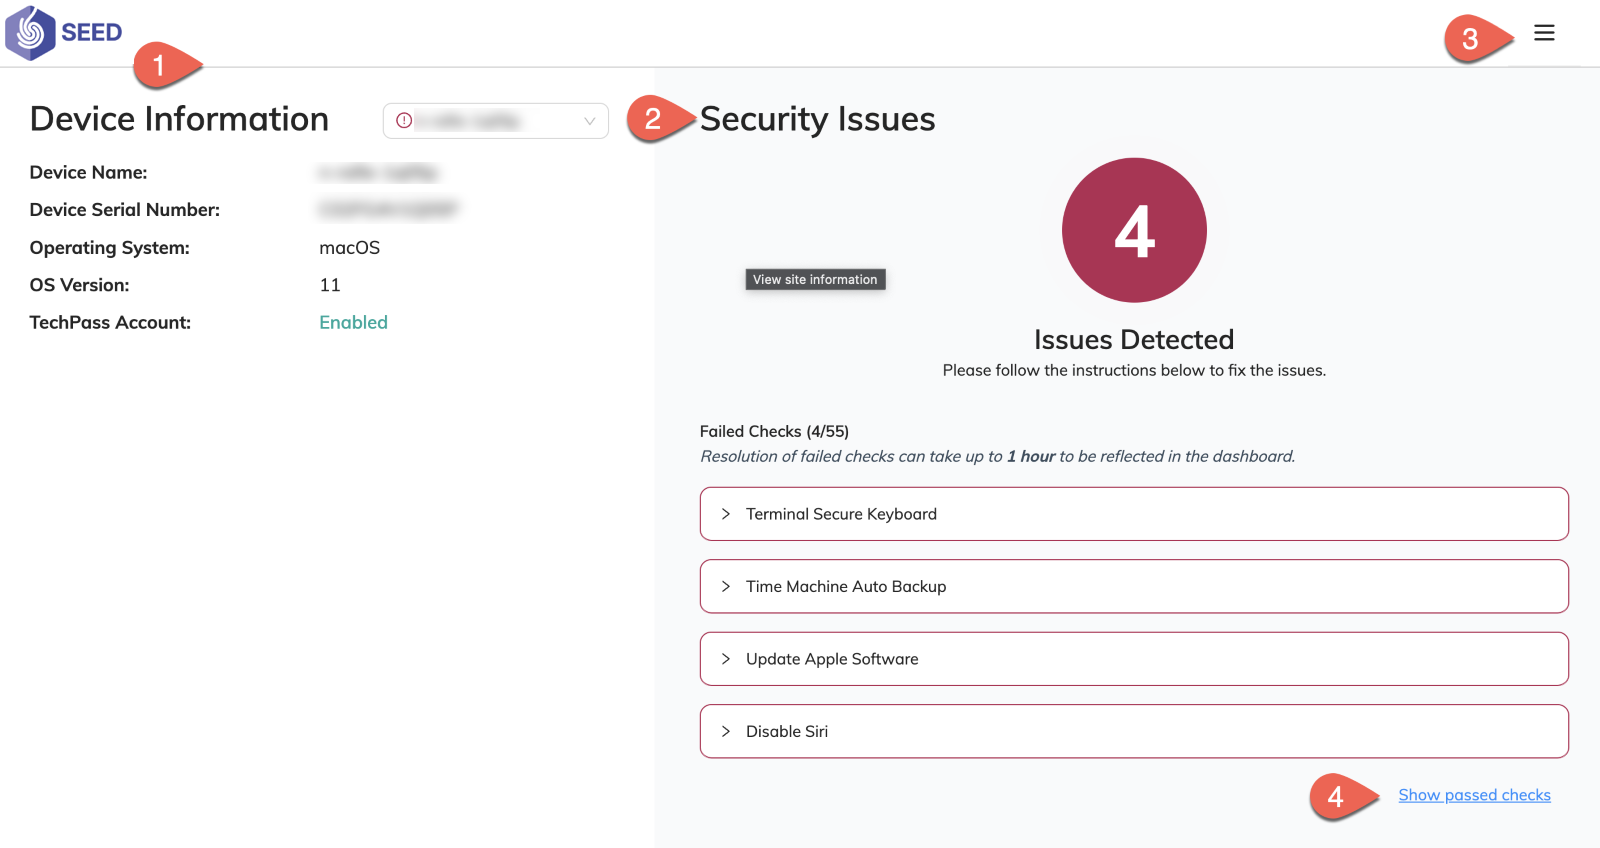 SEED
1
3
Device Information
2
Security Issues
Device Name:
Device Serial Number:
Operating System:
macOS
OS Version:
11
TechPass Account:
Enabled
4
View site information
Issues Detected
Please follow the instructions below to fix the issues.
Failed Checks (4/55)
Resolution of failed checks can take up to 1 hour to be reflected in the dashboard.
Terminal Secure Keyboard
Time Machine Auto Backup
Update Apple Software
Disable Siri
4
Show passed checks